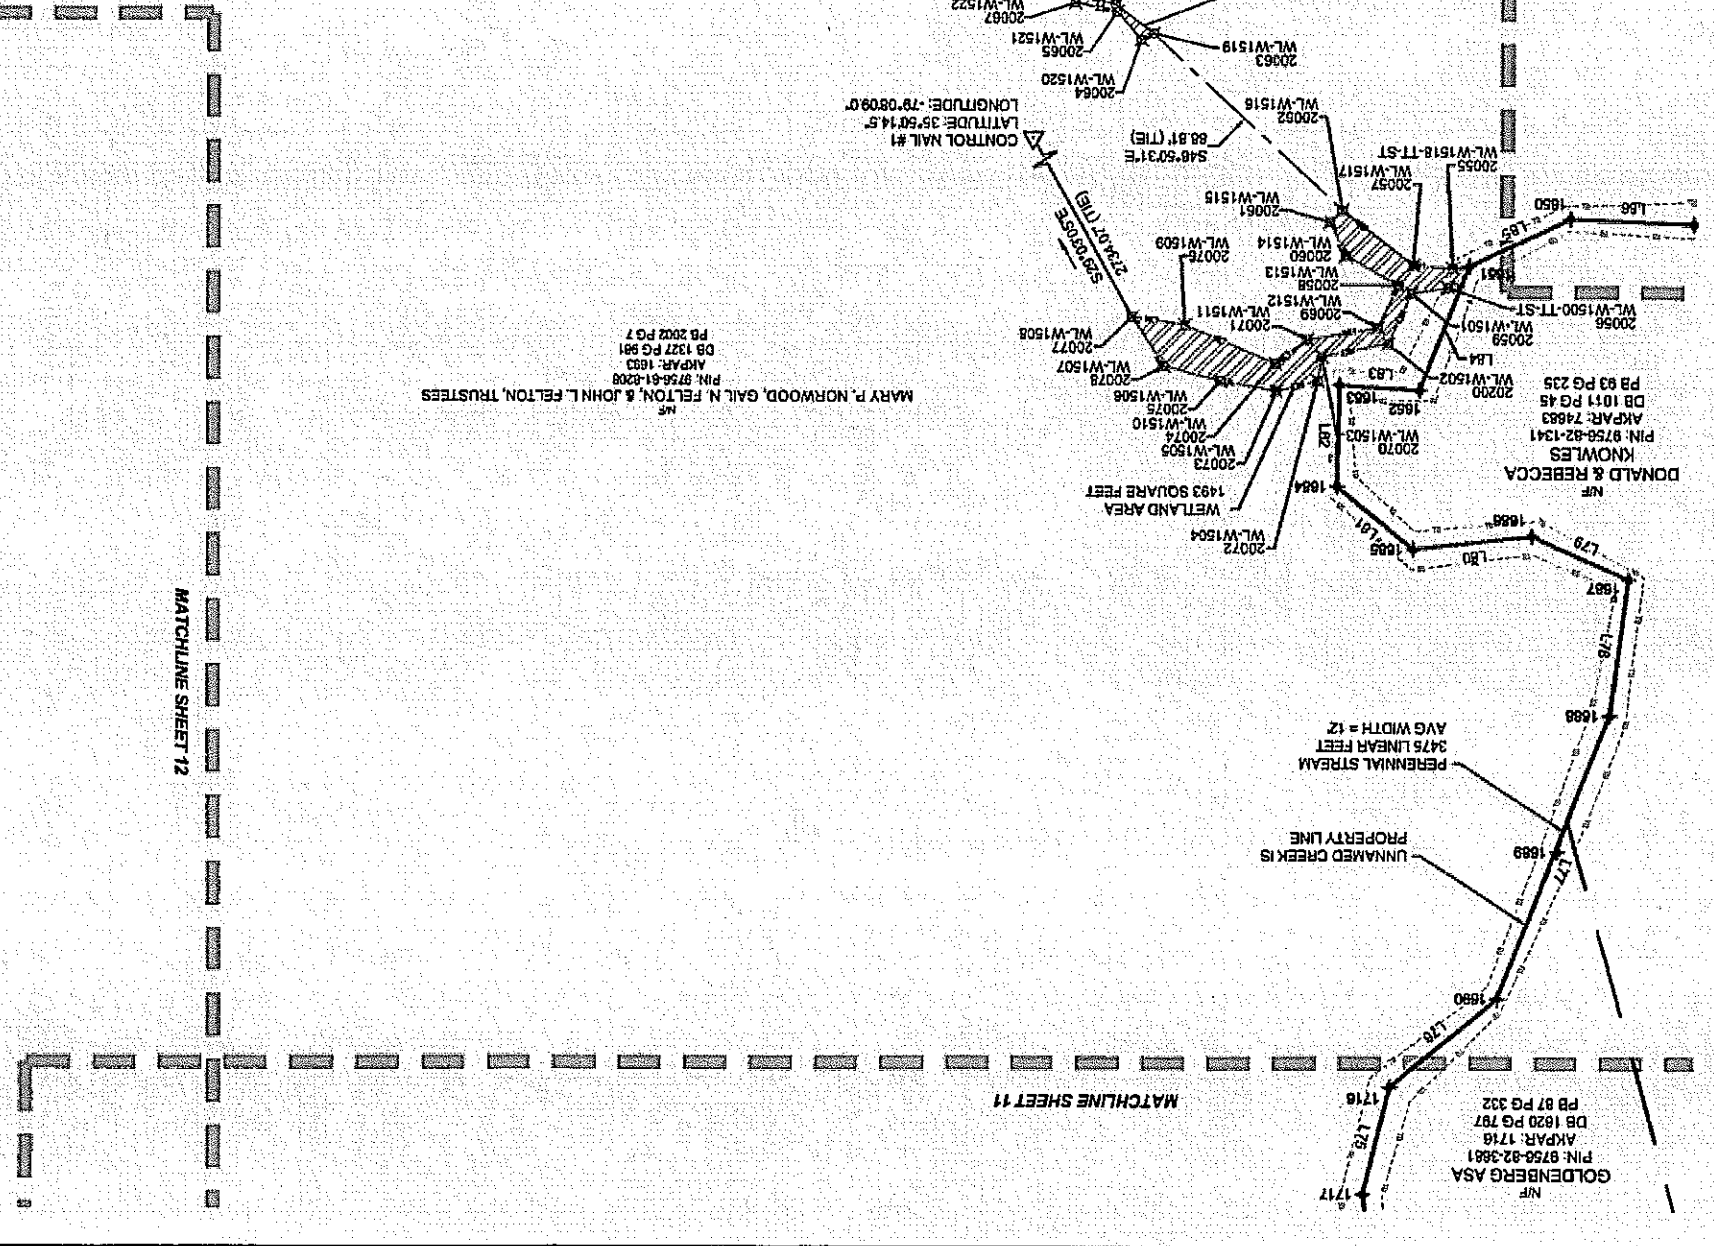 1717
N/F
GOLDENBERG ASA
PIN: 9756-82-3681
AKPAR: 1716
DB 1620 PG 797
PB 87 PG 332
L75
1716
MATCHLINE SHEET 11
L76
1690
L77
1689
UNNAMED CREEK IS
PROPERTY LINE
PERENNIAL STREAM
3475 LINEAR FEET
AVG WIDTH = 12'
1688
L78
MATCHLINE SHEET 12
1687
L79
1686
L80
1685
L81
1684
20072
WL-W1504
WETLAND AREA
1493 SQUARE FEET
N/F
DONALD & REBECCA
KNOWLES
PIN: 9756-82-1341
AKPAR: 74683
DB 1011 PG 45
PB 93 PG 235
20073
WL-W1505
20074
WL-W1510
20075
WL-W1506
20070
WL-W1503
L82
1683
1652
L83
20200
WL-W1502
L84
N/F
MARY P. NORWOOD, GAIL N. FELTON, & JOHN L. FELTON, TRUSTEES
PIN: 9756-61-8208
AKPAR: 1693
DB 1327 PG 981
PB 2002 PG 7
20078
WL-W1507
20077
WL-W1508
20059
WL-W1501
20056
WL-W1500-TT-ST
20071
WL-W1511
20069
WL-W1512
20058
WL-W1513
20060
WL-W1514
20076
WL-W1509
1651
L85
1650
L86
S29°03'05"E
2734.07' (TIE)
20061
WL-W1515
20057
WL-W1517
20055
WL-W1518-TT-ST
S46°50'31"E
88.81' (TIE)
CONTROL NAIL #1
LATITUDE: 35°50'14.5"
LONGITUDE: -79°08'09.0"
20062
WL-W1516
20064
WL-W1520
20063
WL-W1519
20065
WL-W1521
20067
WL-W1522